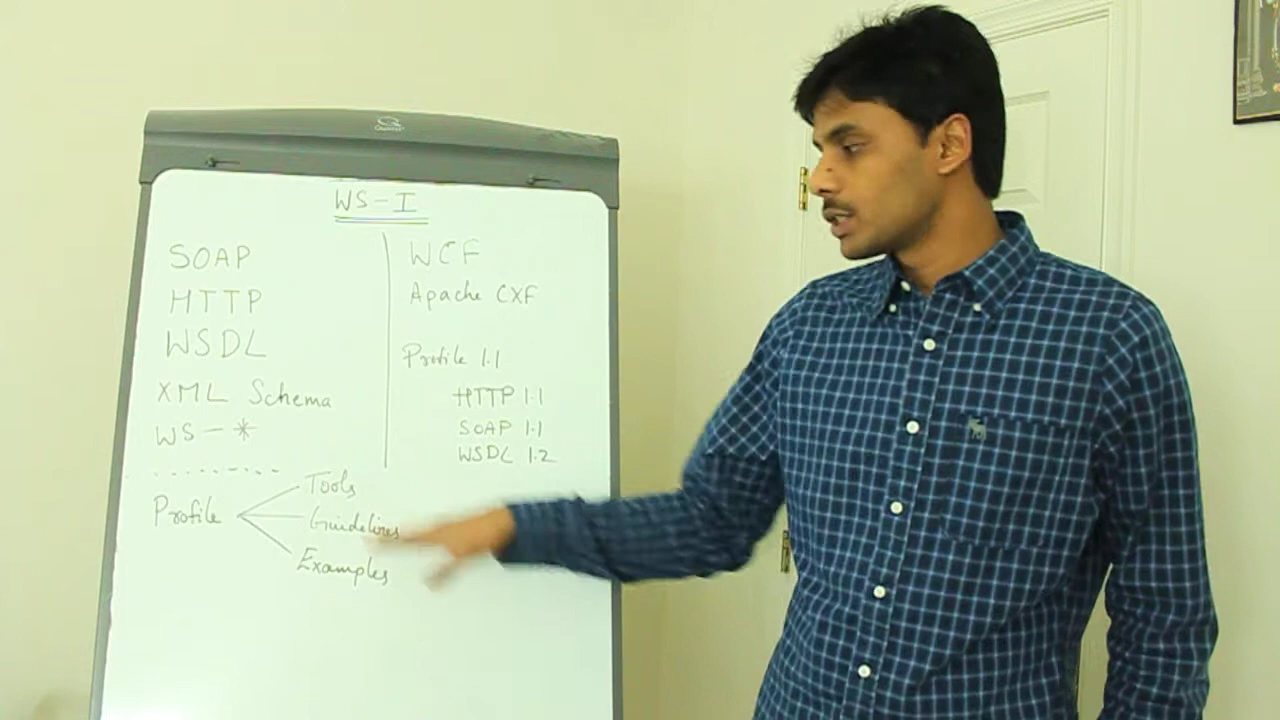 WS-I
SOAP
HTTP
WSDL
XML Schema
WS-*
WCF
Apache CXF
Profile 1.1
HTTP 1.1
SOAP 1.1
WSDL 1.2
Profile
Tools
Guidelines
Examples